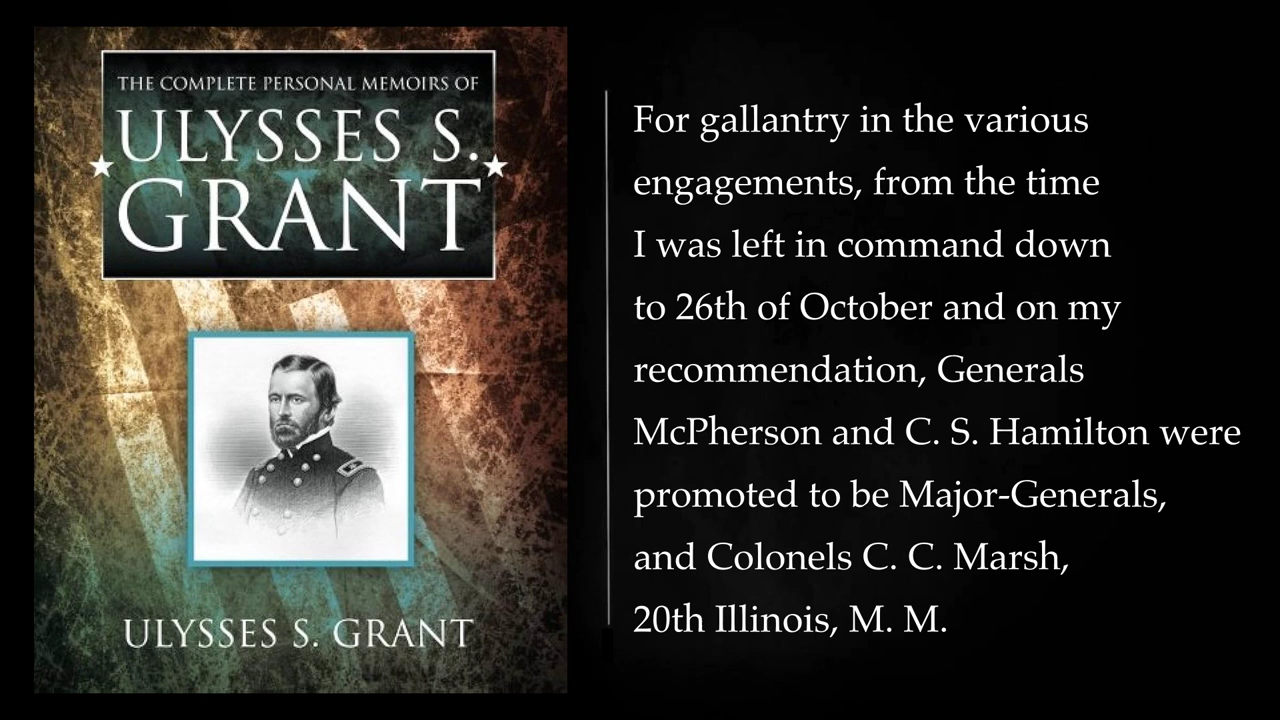 THE COMPLETE PERSONAL MEMOIRS OF
ULYSSES S.
GRANT
ULYSSES S. GRANT
For gallantry in the various
engagements, from the time
I was left in command down
to 26th of October and on my
recommendation, Generals
McPherson and C. S. Hamilton were
promoted to be Major-Generals,
and Colonels C. C. Marsh,
20th Illinois, M. M.